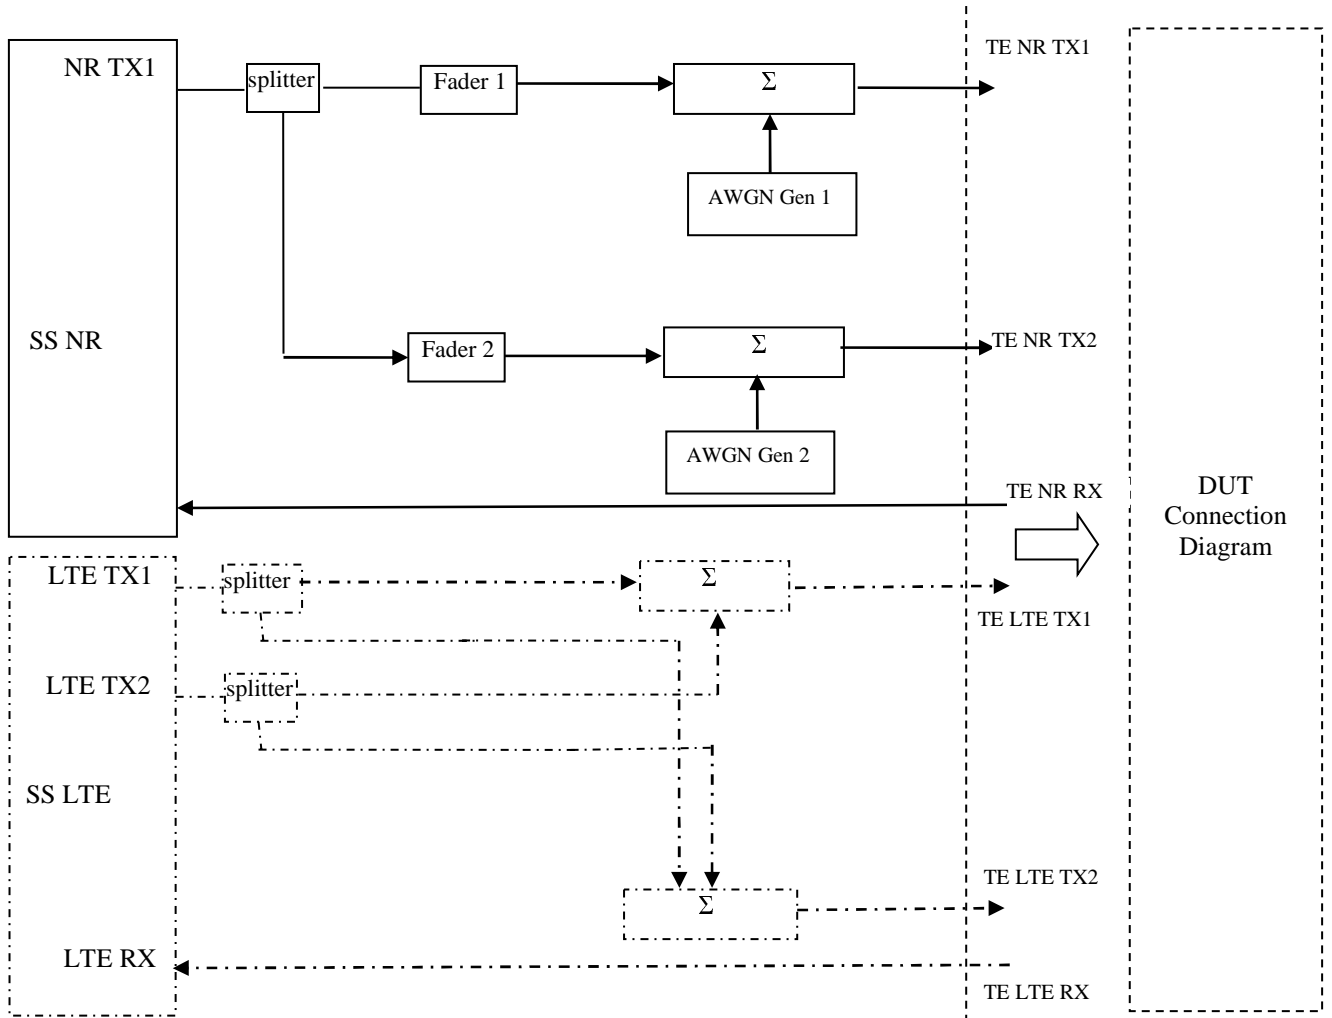 TE NR TX1
NR TX1
splitter
Fader 1
Σ
AWGN Gen 1
SS NR
Fader 2
Σ
TE NR TX2
AWGN Gen 2
TE NR RX
DUT
Connection
Diagram
LTE TX1
splitter
Σ
TE LTE TX1
LTE TX2
splitter
SS LTE
TE LTE TX2
Σ
LTE RX
TE LTE RX